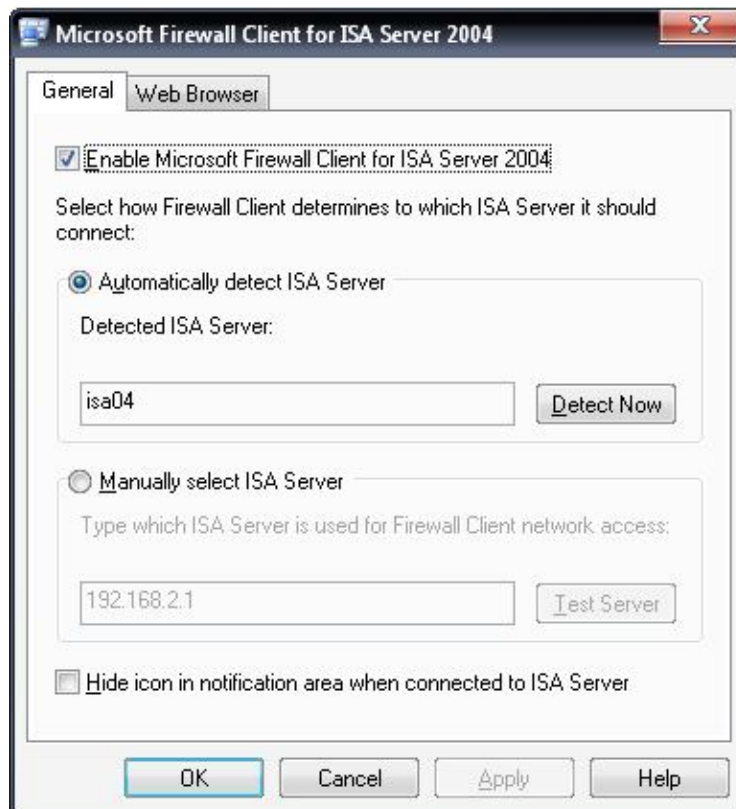 Microsoft Firewall Client for ISA Server 2004
General
Web Browser
Enable Microsoft Firewall Client for ISA Server 2004
Select how Firewall Client determines to which ISA Server it should
connect:
Automatically detect ISA Server
Detected ISA Server:
isa04
Detect Now
Manually select ISA Server
Type which ISA Server is used for Firewall Client network access:
192.168.2.1
Test Server
Hide icon in notification area when connected to ISA Server
OK
Cancel
Apply
Help